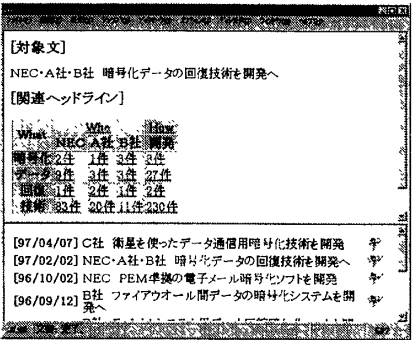 [対象文]
NEC・A社・B社 暗号化データの回復技術を開発へ
[関連ヘッドライン]
What Who How
NEC A社 B社 開発
暗号化 2件 1件 3件 3件
データ 9件 3件 3件 27件
回復 1件 2件 1件 2件
技術 83件 20件 11件 230件
[97/04/07] C社 衛星を使ったデータ通信用暗号化技術を開発
[97/02/02] NEC・A社・B社 暗号化データの回復技術を開発へ
[96/10/02] NEC PEM準拠の電子メール暗号化ソフトを開発
[96/09/12] B社 ファイアウオール間データの暗号化システムを開
発へ